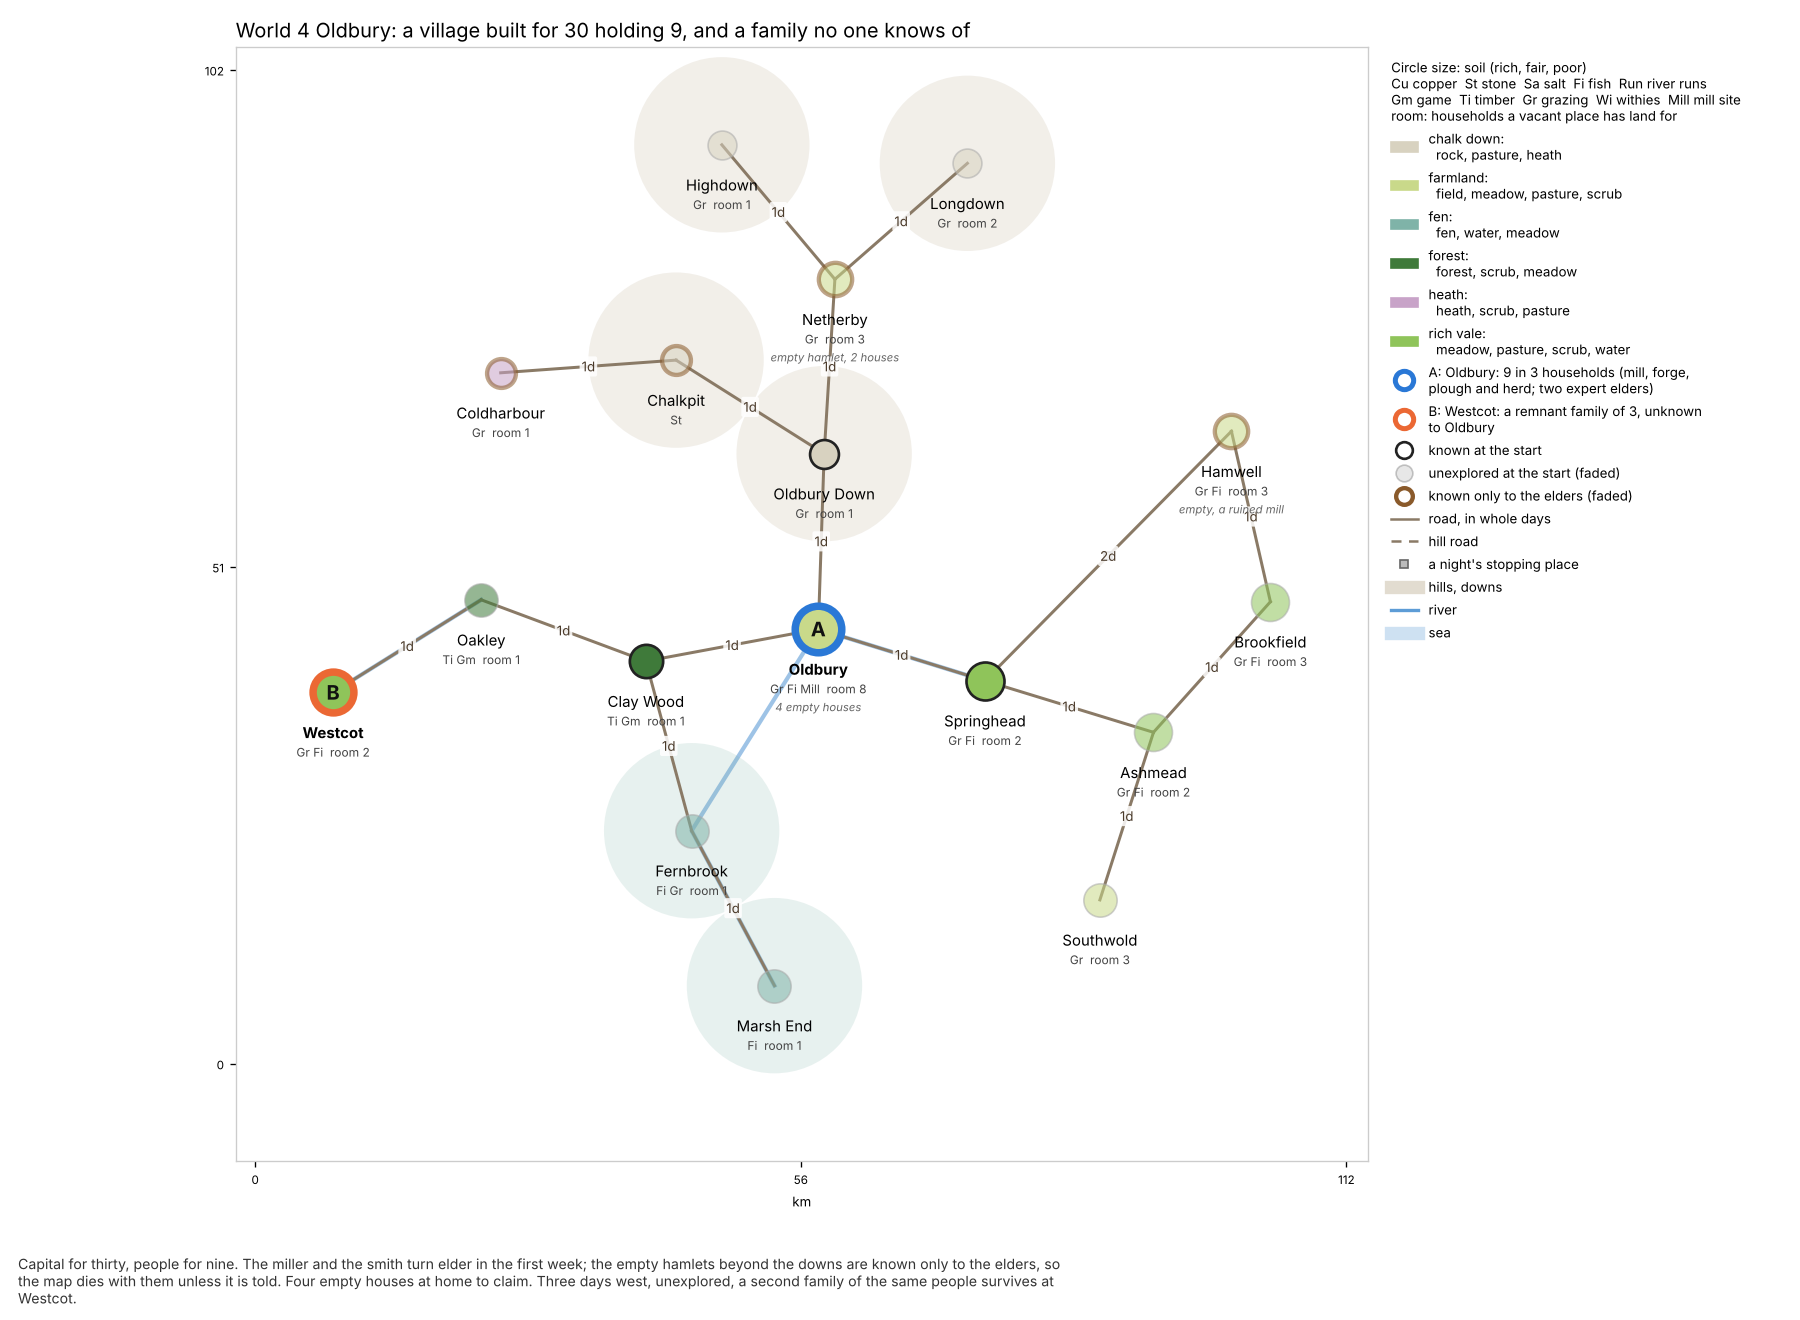 World 4 Oldbury: a village built for 30 holding 9, and a family no one knows of
102
51
0
0
56
112
km
Highdown
Gr room 1
1d
Longdown
Gr room 2
1d
Netherby
Gr room 3
empty hamlet, 2 houses
1d
Coldharbour
Gr room 1
1d
Chalkpit
St
1d
Oldbury Down
Gr room 1
1d
Hamwell
Gr Fi room 3
empty, a ruined mill
1d
2d
Oakley
Ti Gm room 1
1d
1d
B
Westcot
Gr Fi room 2
Clay Wood
Ti Gm room 1
1d
1d
A
Oldbury
Gr Fi Mill room 8
4 empty houses
1d
Springhead
Gr Fi room 2
1d
Brookfield
Gr Fi room 3
1d
Ashmead
Gr Fi room 2
1d
Fernbrook
Fi Gr room 1
1d
Southwold
Gr room 3
Marsh End
Fi room 1
Circle size: soil (rich, fair, poor)
Cu copper St stone Sa salt Fi fish Run river runs
Gm game Ti timber Gr grazing Wi withies Mill mill site
room: households a vacant place has land for
chalk down:
rock, pasture, heath
farmland:
field, meadow, pasture, scrub
fen:
fen, water, meadow
forest:
forest, scrub, meadow
heath:
heath, scrub, pasture
rich vale:
meadow, pasture, scrub, water
A: Oldbury: 9 in 3 households (mill, forge,
plough and herd; two expert elders)
B: Westcot: a remnant family of 3, unknown
to Oldbury
known at the start
unexplored at the start (faded)
known only to the elders (faded)
road, in whole days
hill road
a night's stopping place
hills, downs
river
sea
Capital for thirty, people for nine. The miller and the smith turn elder in the first week; the empty hamlets beyond the downs are known only to the elders, so
the map dies with them unless it is told. Four empty houses at home to claim. Three days west, unexplored, a second family of the same people survives at
Westcot.